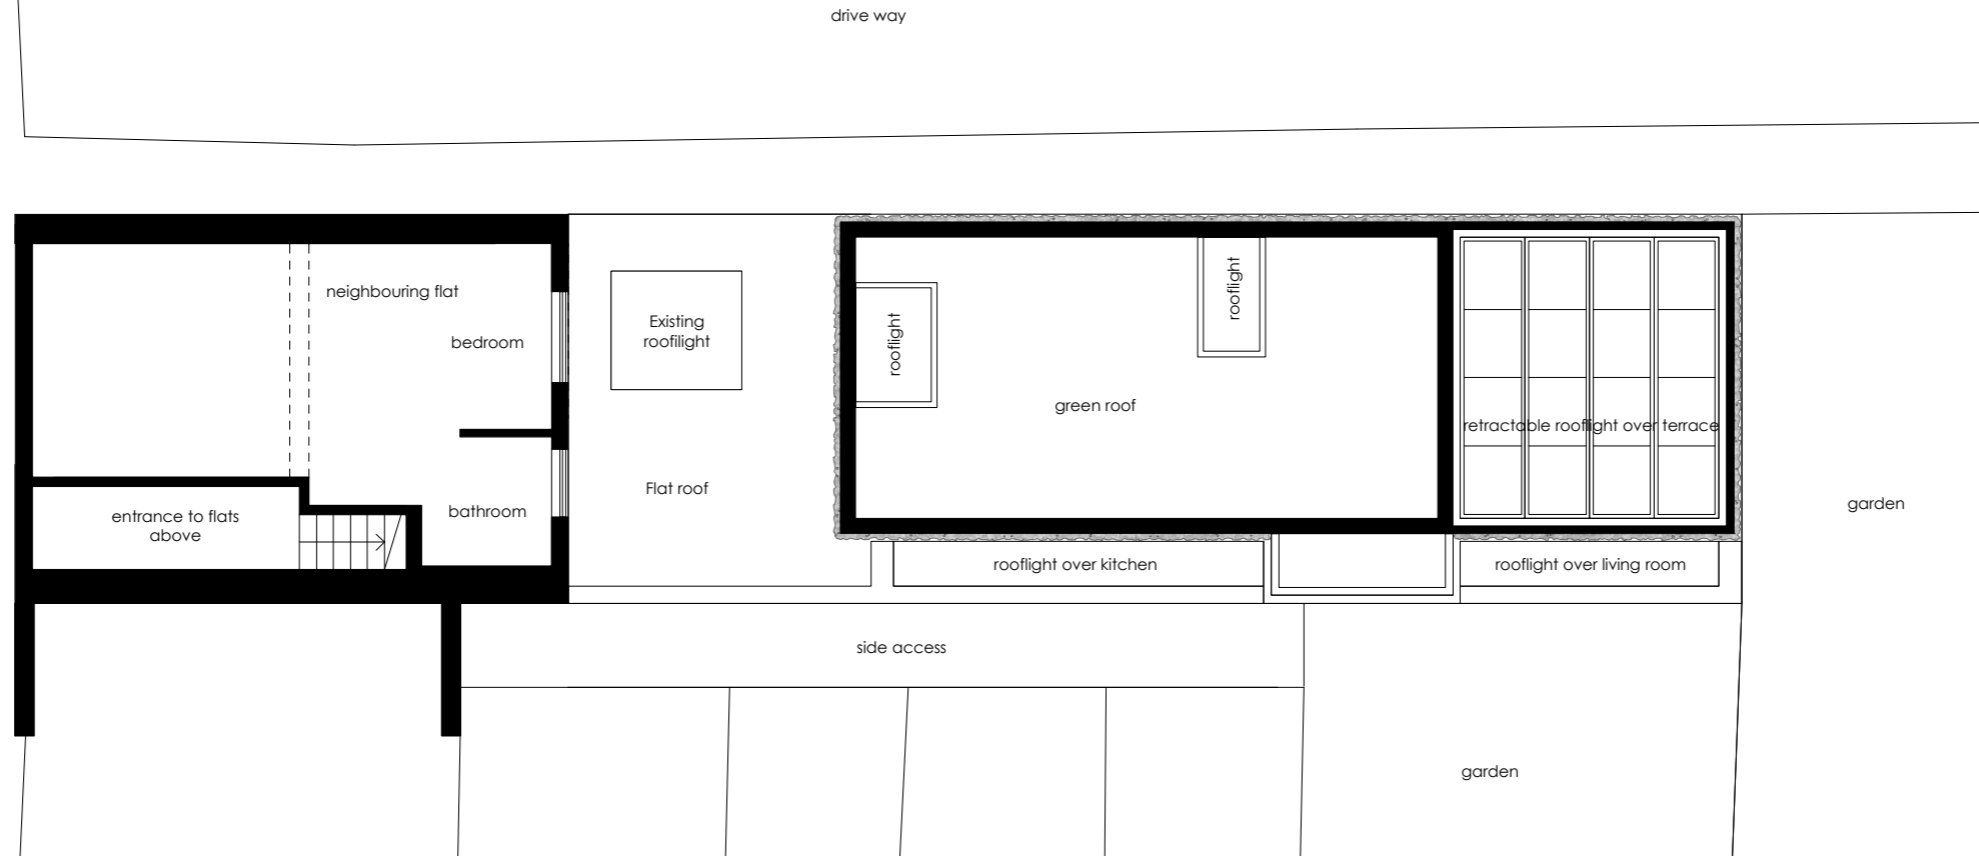 drive way
neighbouring flat
bedroom
Existing
roofilight
rooflight
rooflight
green roof
retractable rooflight over terrace
Flat roof
bathroom
entrance to flats
above
garden
rooflight over kitchen
rooflight over living room
side access
garden